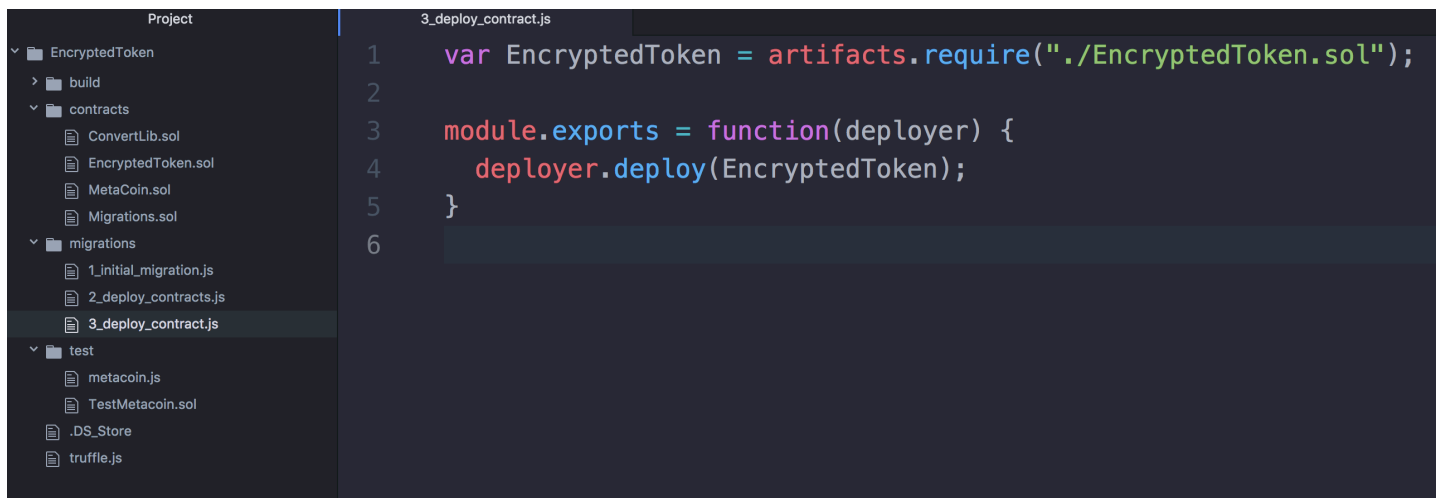 Project
EncryptedToken
build
contracts
ConvertLib.sol
EncryptedToken.sol
MetaCoin.sol
Migrations.sol
migrations
1_initial_migration.js
2_deploy_contracts.js
3_deploy_contract.js
test
metacoin.js
TestMetacoin.sol
.DS_Store
truffle.js
3_deploy_contract.js
1 var EncryptedToken = artifacts.require("./EncryptedToken.sol");
2
3 module.exports = function(deployer) {
4   deployer.deploy(EncryptedToken);
5 }
6